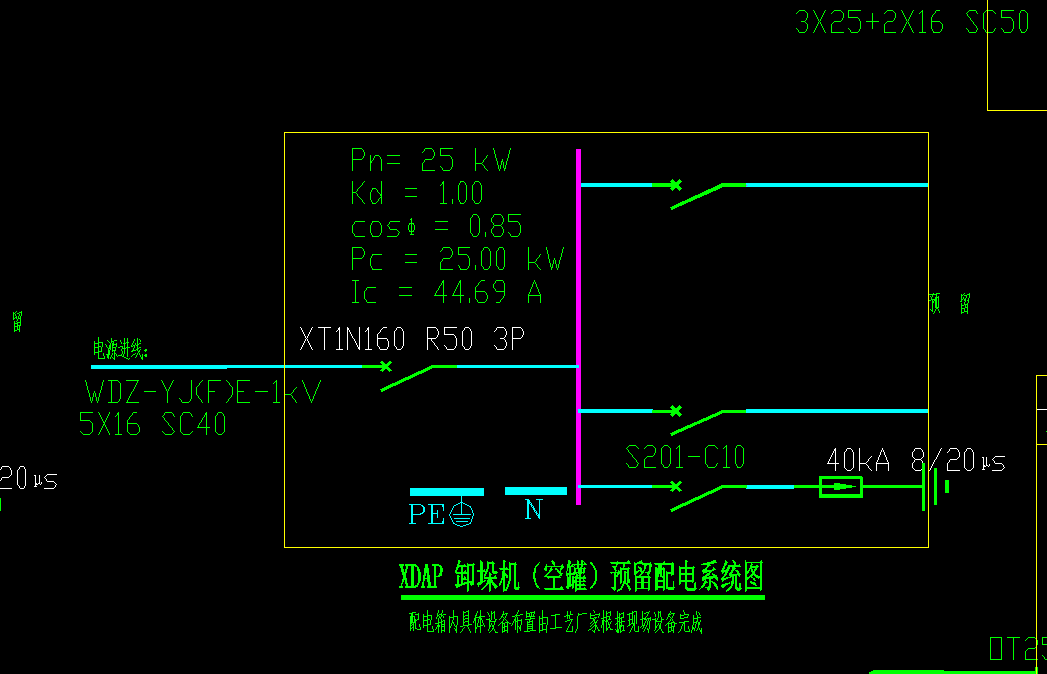 3X25+2X16 SC50
Pn= 25 kW
Kd = 1.00
cosΦ = 0.85
Pc = 25.00 kW
Ic = 44.69 A
预 留
留
XT1N160 R50 3P
电源进线:
WDZ-YJ(F)E-1kV
5X16 SC40
S201-C10
40kA 8/20μs
20μs
PE
N
XDAP 卸垛机（空罐）预留配电系统图
配电箱内具体设备布置由工艺厂家根据现场设备完成
DT25